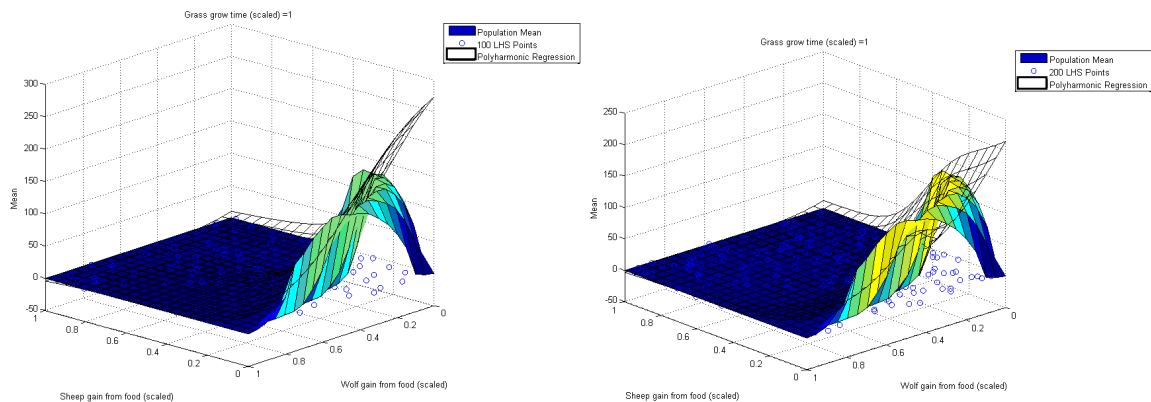 Grass grow time (scaled) =1
Population Mean
100 LHS Points
Polyharmonic Regression
300
250
200
150
100
50
0
-50
Mean
1
0.8
0.6
0.4
0.2
0
Sheep gain from food (scaled)
1
0.8
0.6
0.4
0.2
0
Wolf gain from food (scaled)
Grass grow time (scaled) =1
Population Mean
200 LHS Points
Polyharmonic Regression
250
200
150
100
50
0
-50
Mean
1
0.8
0.6
0.4
0.2
0
Sheep gain from food (scaled)
1
0.8
0.6
0.4
0.2
0
Wolf gain from food (scaled)